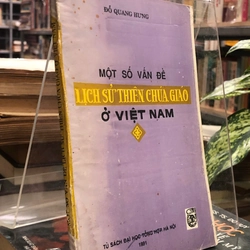 ĐỖ QUANG HƯNG
MỘT SỐ VẤN ĐỀ
LỊCH SỬ THIÊN CHÚA GIÁO
Ở VIỆT NAM
TỦ SÁCH ĐẠI HỌC TỔNG HỢP HÀ NỘI
1991